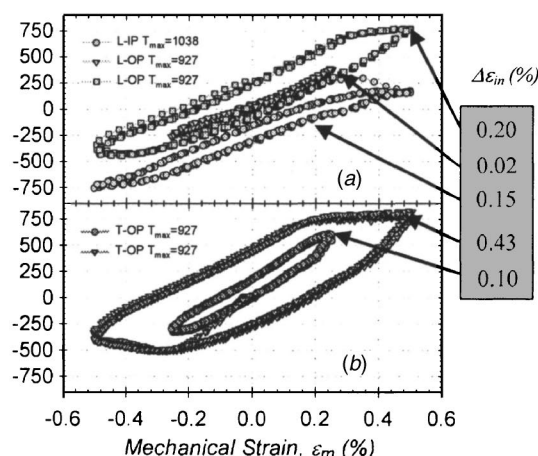 750
500
250
0
-250
-500
-750
L-IP Tmax=1038
L-OP Tmax=927
L-OP Tmax=927
(a)
750
500
250
0
-250
-500
-750
T-OP Tmax=927
T-OP Tmax=927
(b)
-0.6 -0.4 -0.2 0.0 0.2 0.4 0.6
Mechanical Strain, εm (%)
Δεin (%)
0.20
0.02
0.15
0.43
0.10